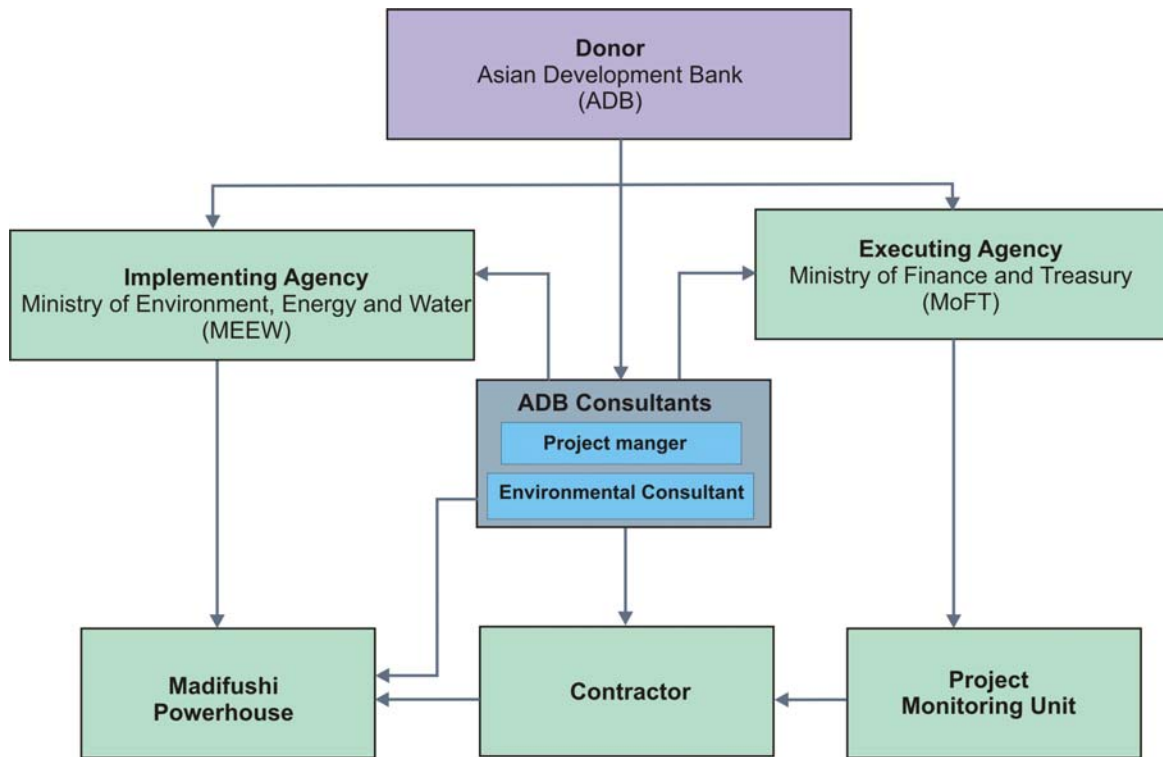 Donor
Asian Development Bank
(ADB)
Implementing Agency
Ministry of Environment, Energy and Water
(MEEW)
Executing Agency
Ministry of Finance and Treasury
(MoFT)
ADB Consultants
Project manger
Environmental Consultant
Madifushi
Powerhouse
Contractor
Project
Monitoring Unit